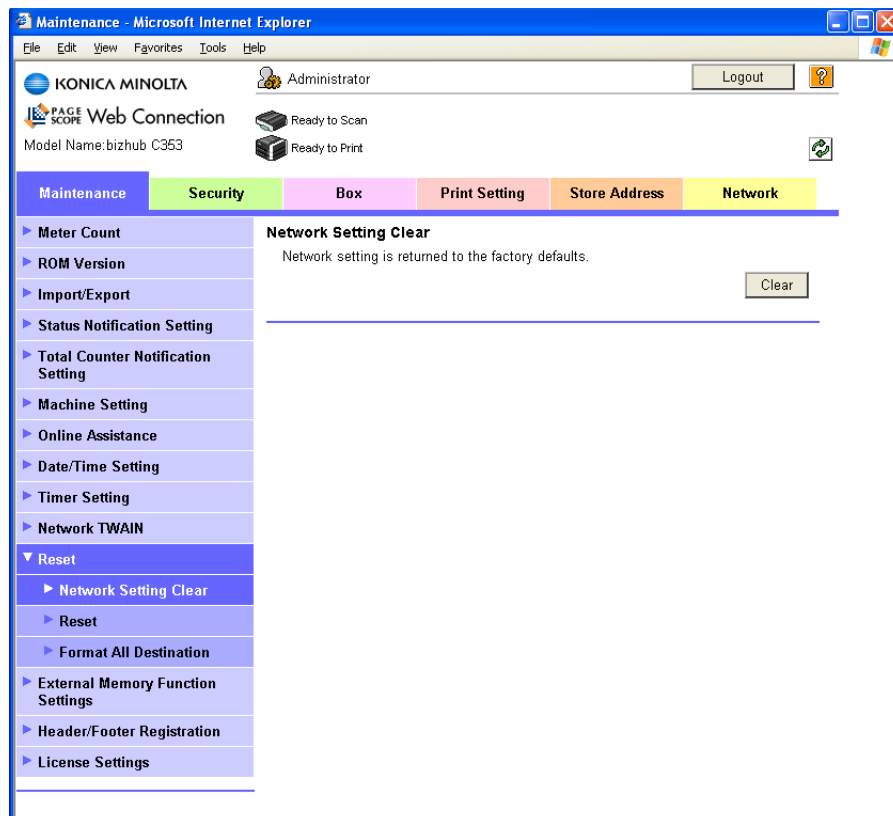 Maintenance - Microsoft Internet Explorer
File Edit View Favorites Tools Help
KONICA MINOLTA
Administrator
Logout
?
PAGE SCOPE Web Connection
Ready to Scan
Model Name:bizhub C353
Ready to Print
Maintenance Security Box Print Setting Store Address Network
Meter Count
ROM Version
Import/Export
Status Notification Setting
Total Counter Notification
Setting
Machine Setting
Online Assistance
Date/Time Setting
Timer Setting
Network TWAIN
Reset
Network Setting Clear
Reset
Format All Destination
External Memory Function
Settings
Header/Footer Registration
License Settings
Network Setting Clear
Network setting is returned to the factory defaults.
Clear